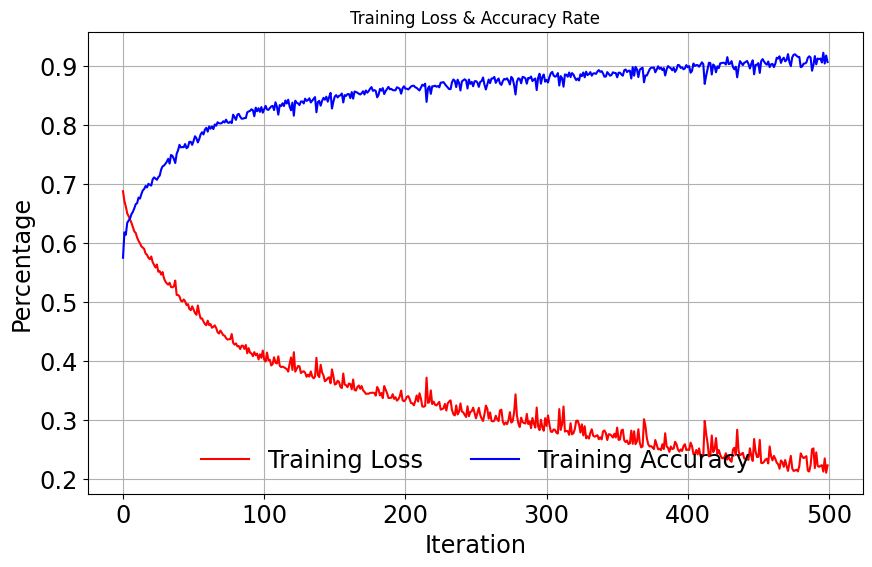 Training Loss & Accuracy Rate
0.9
0.8
0.7
0.6
0.5
0.4
0.3
0.2
Percentage
Training Loss
Training Accuracy
0
100
200
300
400
500
Iteration